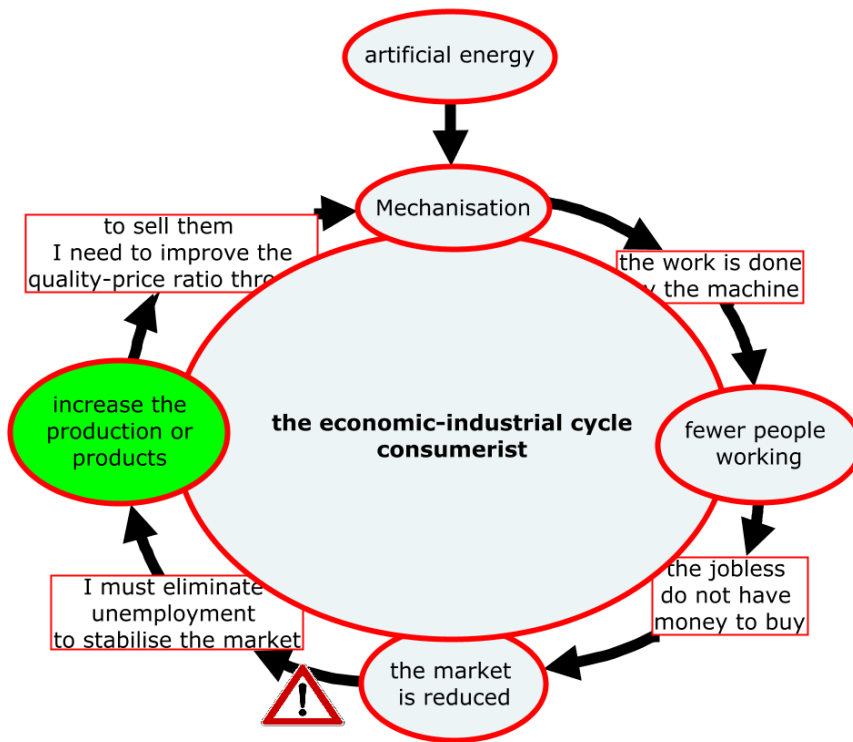 artificial energy
Mechanisation
to sell them
I need to improve the
quality-price ratio
the work is done
the machine
the economic-industrial cycle
consumerist
increase the
production or
products
fewer people
working
I must eliminate
unemployment
to stabilise the market
the jobless
do not have
money to buy
the market
is reduced